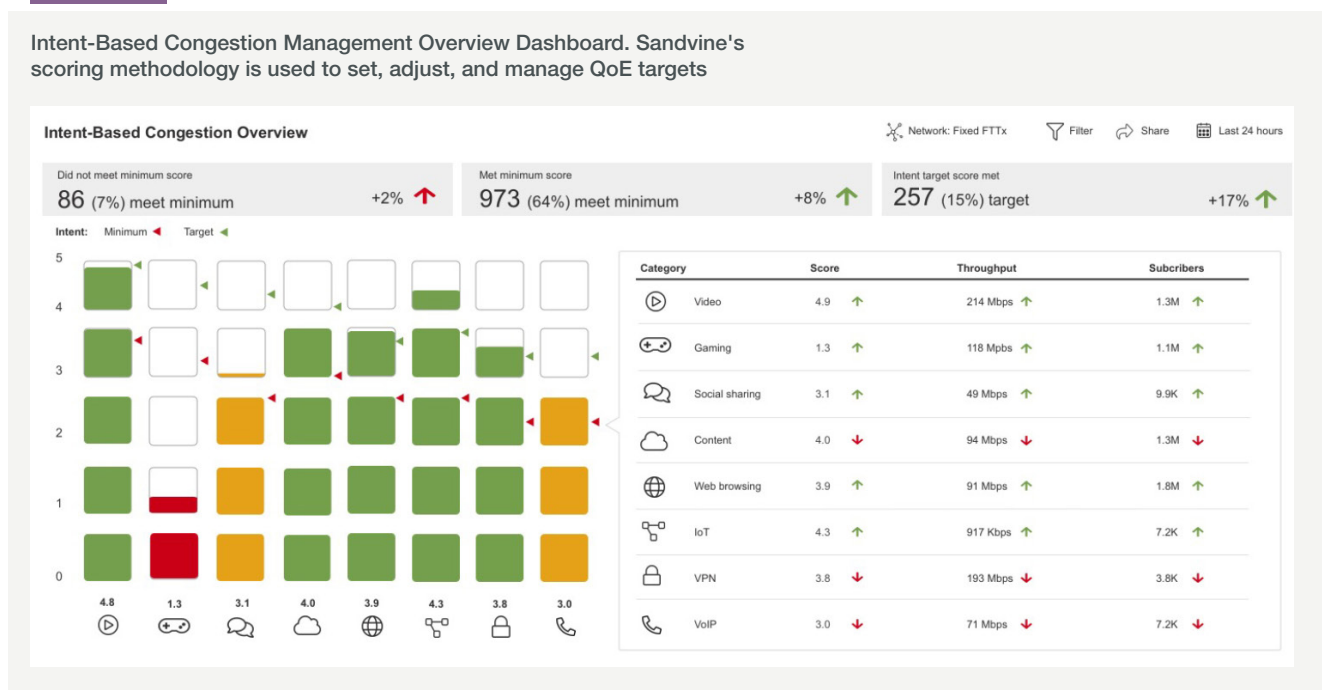 Intent-Based Congestion Management Overview Dashboard. Sandvine's
scoring methodology is used to set, adjust, and manage QoE targets
Intent-Based Congestion Overview
Network: Fixed FTTx Filter Share Last 24 hours
Did not meet minimum score
86 (7%) meet minimum +2%
Met minimum score
973 (64%) meet minimum +8%
Intent target score met
257 (15%) target +17%
Intent: Minimum Target
5
4
3
2
1
0
4.8 1.3 3.1 4.0 3.9 4.3 3.8 3.0
Category Score Throughput Subcribers
Video 4.9 214 Mbps 1.3M
Gaming 1.3 118 Mpbs 1.1M
Social sharing 3.1 49 Mbps 9.9K
Content 4.0 94 Mbps 1.3M
Web browsing 3.9 91 Mbps 1.8M
IoT 4.3 917 Kbps 7.2K
VPN 3.8 193 Mbps 3.8K
VoIP 3.0 71 Mbps 7.2K